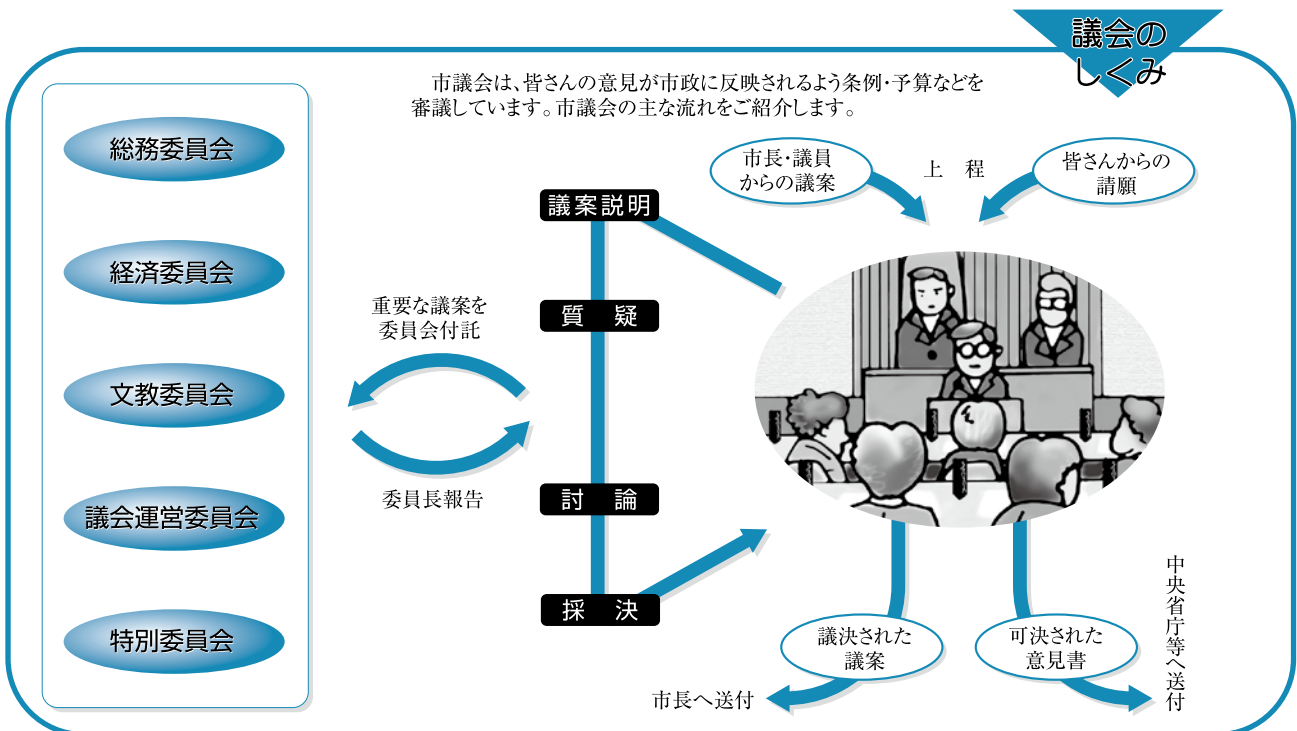 議会の
しくみ
市議会は、皆さんの意見が市政に反映されるよう条例・予算などを
審議しています。市議会の主な流れをご紹介します。
総務委員会
経済委員会
文教委員会
議会運営委員会
特別委員会
重要な議案を
委員会付託
委員長報告
議案説明
質　疑
討　論
採　決
市長・議員
からの議案
上　程
皆さんからの
請願
議決された
議案
市長へ送付
可決された
意見書
中央省庁等へ送付